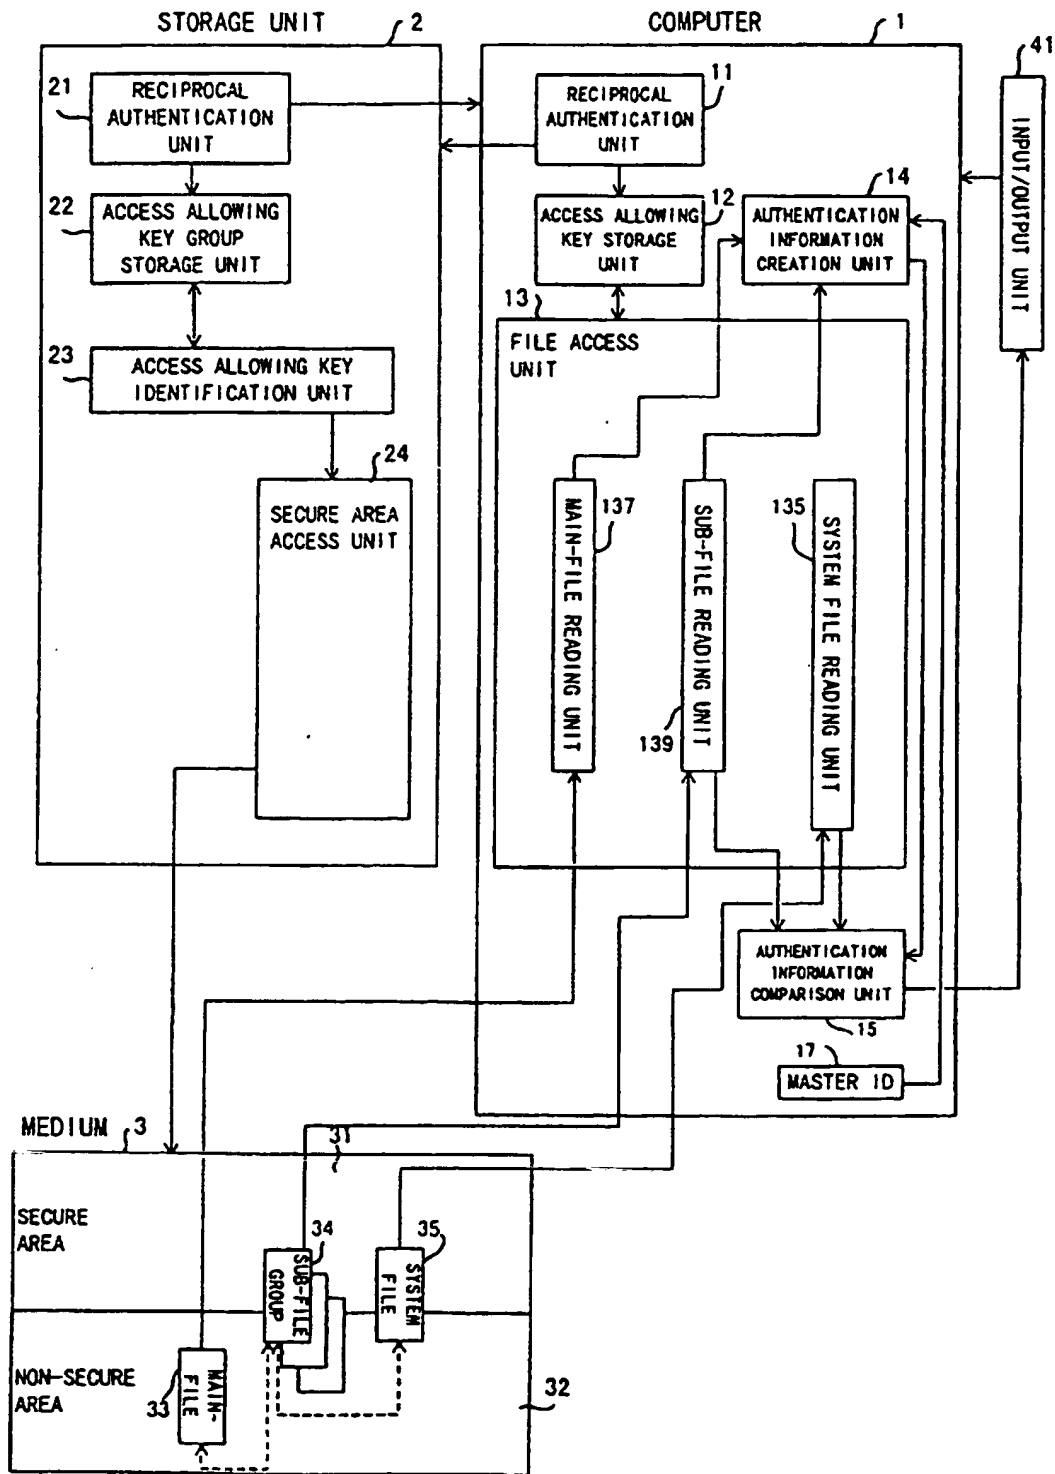 STORAGE UNIT
2
COMPUTER
1
41
INPUT/OUTPUT UNIT
21
RECIPROCAL
AUTHENTICATION
UNIT
11
RECIPROCAL
AUTHENTICATION
UNIT
22
ACCESS ALLOWING
KEY GROUP
STORAGE UNIT
12
ACCESS ALLOWING
KEY STORAGE
UNIT
14
AUTHENTICATION
INFORMATION
CREATION UNIT
23
ACCESS ALLOWING KEY
IDENTIFICATION UNIT
13
FILE ACCESS
UNIT
24
SECURE AREA
ACCESS UNIT
137
MAIN-FILE READING UNIT
139
SUB-FILE READING UNIT
135
SYSTEM FILE READING UNIT
AUTHENTICATION
INFORMATION
COMPARISON UNIT
15
17
MASTER ID
MEDIUM
3
31
SECURE
AREA
34
SUB-FILE
GROUP
35
SYSTEM
FILE
NON-SECURE
AREA
33
MAIN-
FILE
32